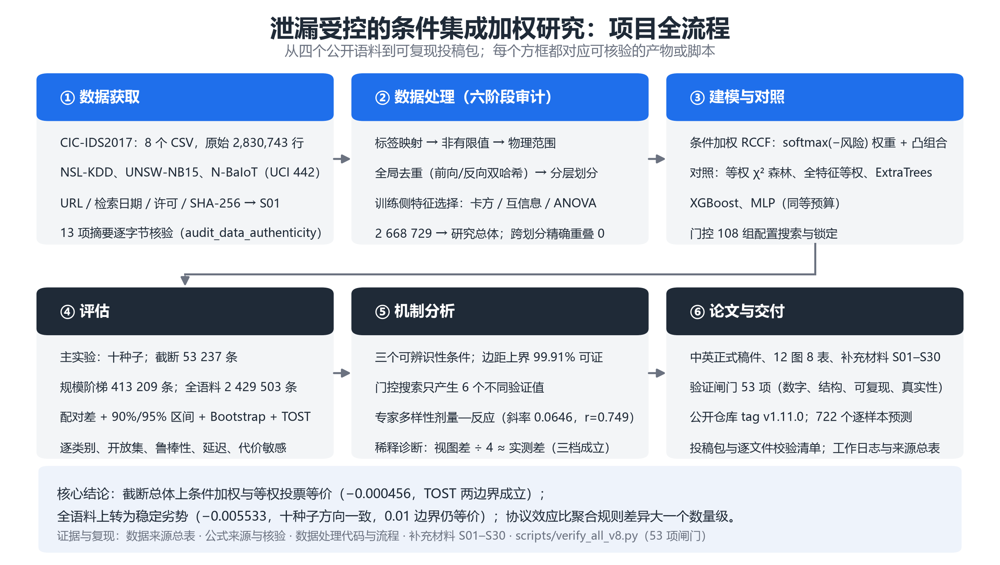 泄漏受控的条件集成加权研究：项目全流程
从四个公开语料到可复现投稿包；每个方框都对应可核验的产物或脚本
① 数据获取
CIC-IDS2017：8 个 CSV，原始 2,830,743 行
NSL-KDD、UNSW-NB15、N-BaIoT（UCI 442）
URL / 检索日期 / 许可 / SHA-256 → S01
13 项摘要逐字节核验（audit_data_authenticity）
② 数据处理（六阶段审计）
标签映射 → 非有限值 → 物理范围
全局去重（前向/反向双哈希）→ 分层划分
训练侧特征选择：卡方 / 互信息 / ANOVA
2 668 729 → 研究总体；跨划分精确重叠 0
③ 建模与对照
条件加权 RCCF：softmax(−风险) 权重 + 凸组合
对照：等权 χ² 森林、全特征等权、ExtraTrees
XGBoost、MLP（同等预算）
门控 108 组配置搜索与锁定
④ 评估
主实验：十种子；截断 53 237 条
规模阶梯 413 209 条；全语料 2 429 503 条
配对差 + 90%/95% 区间 + Bootstrap + TOST
逐类别、开放集、鲁棒性、延迟、代价敏感
⑤ 机制分析
三个可辨识性条件；边距上界 99.91% 可证
门控搜索只产生 6 个不同验证值
专家多样性剂量—反应（斜率 0.0646，r=0.749）
稀释诊断：视图差 ÷ 4 ≈ 实测差（三档成立）
⑥ 论文与交付
中英正式稿件、12 图 8 表、补充材料 S01–S30
验证闸门 53 项（数字、结构、可复现、真实性）
公开仓库 tag v1.11.0；722 个逐样本预测
投稿包与逐文件校验清单；工作日志与来源总表
核心结论：截断总体上条件加权与等权投票等价（−0.000456，TOST 两边界成立）；
全语料上转为稳定劣势（−0.005533，十种子方向一致，0.01 边界仍等价）；协议效应比聚合规则差异大一个数量级。
证据与复现：数据来源总表 · 公式来源与核验 · 数据处理代码与流程 · 补充材料 S01–S30 · scripts/verify_all_v8.py（53 项闸门）